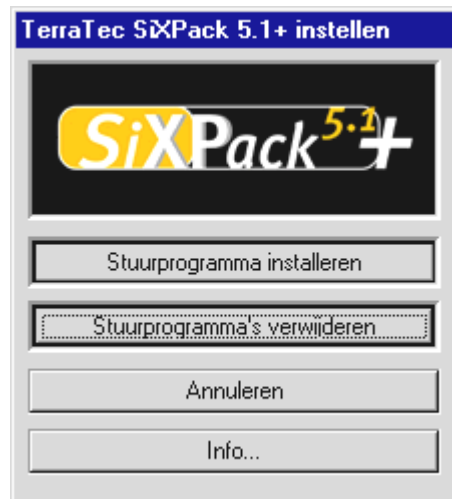 TerraTec SiXPack 5.1+ instellen
SiXPack 5.1+
Stuurprogramma installeren
Stuurprogramma's verwijderen
Annuleren
Info...